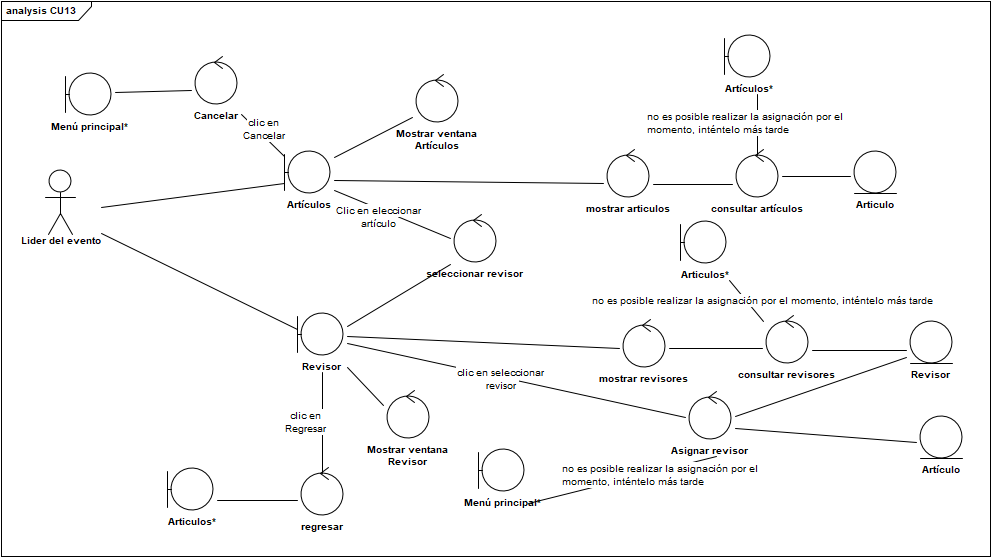 analysis CU13
Artículos*
Menú principal*
Cancelar
clic en
Cancelar
Mostrar ventana
Artículos
no es posible realizar la asignación por el
momento, inténtelo más tarde
Artículos
mostrar articulos
consultar artículos
Articulo
Clic en eleccionar
artículo
Lider del evento
seleccionar revisor
Articulos*
no es posible realizar la asignación por el momento, inténtelo más tarde
Revisor
clic en seleccionar
revisor
mostrar revisores
consultar revisores
Revisor
clic en
Regresar
Mostrar ventana
Revisor
Asignar revisor
Artículo
no es posible realizar la asignación por el
momento, inténtelo más tarde
Menú principal*
Articulos*
regresar